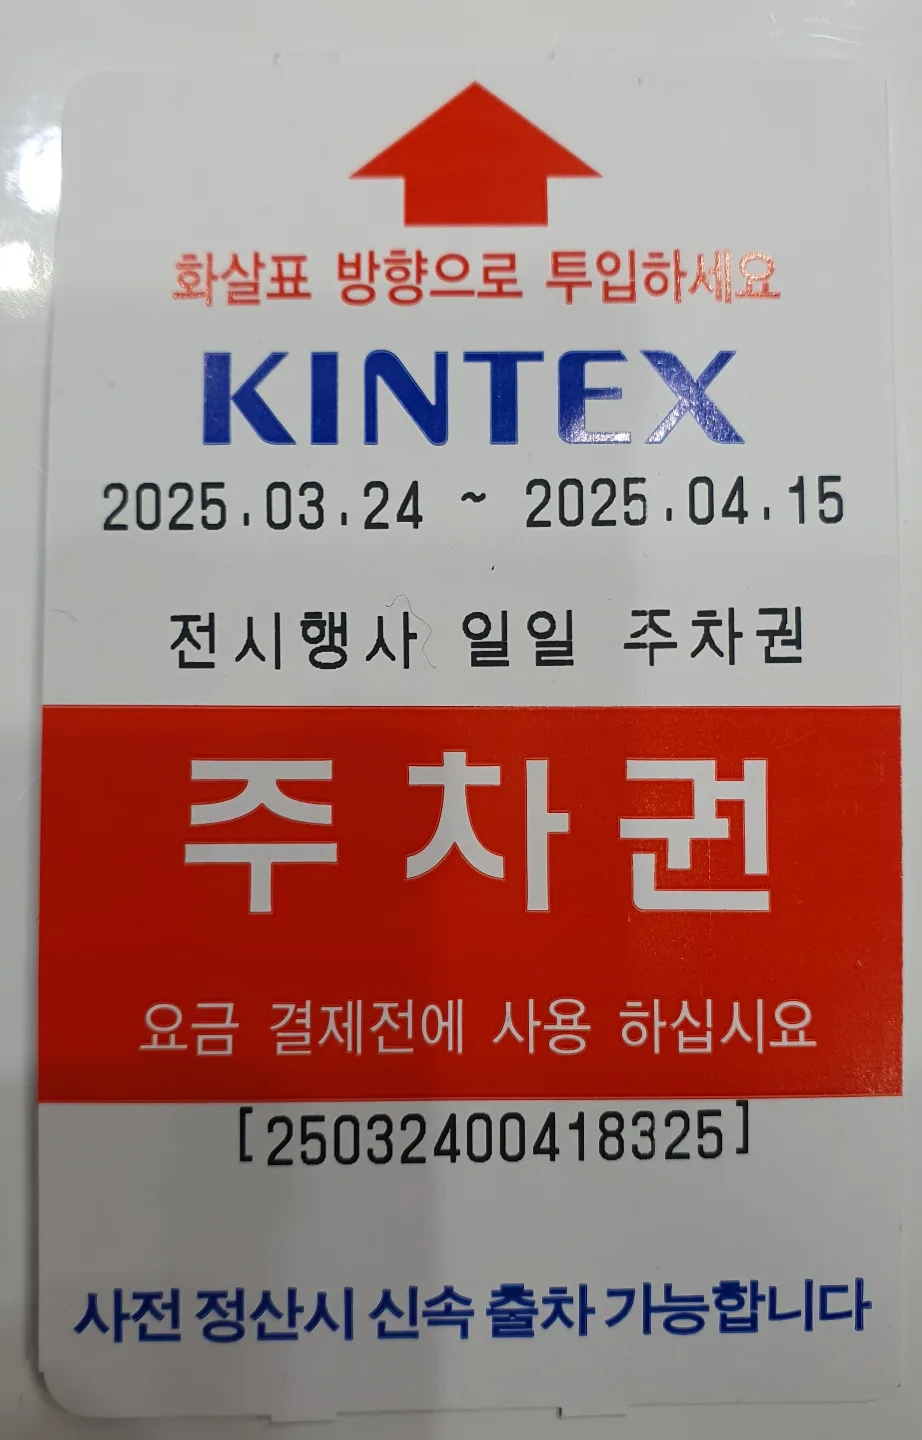 화살표 방향으로 투입하세요
KINTEX
2025.03.24 ~ 2025.04.15
전시행사 일일 주차권
주차권
요금 결제전에 사용 하십시요
[25032400418325]
사전 정산시 신속 출차 가능합니다